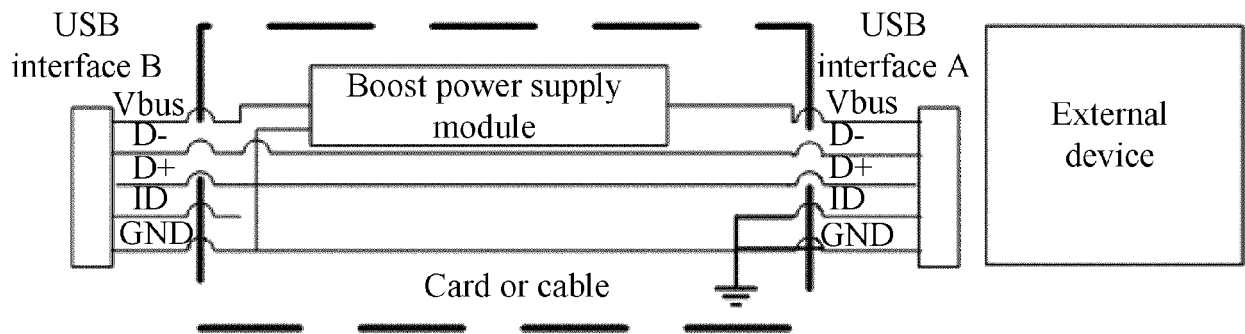 USB
interface B
Vbus
D-
D+
ID
GND
Boost power supply
module
Card or cable
USB
interface A
Vbus
D-
D+
ID
GND
External
device